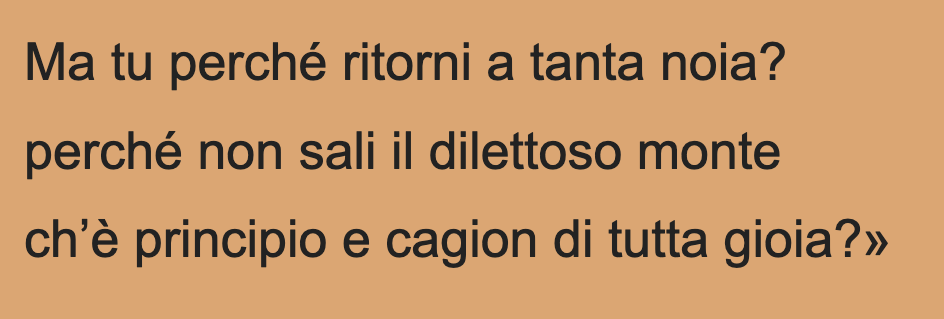 Ma tu perché ritorni a tanta noia?
perché non sali il dilettoso monte
ch’è principio e cagion di tutta gioia?»